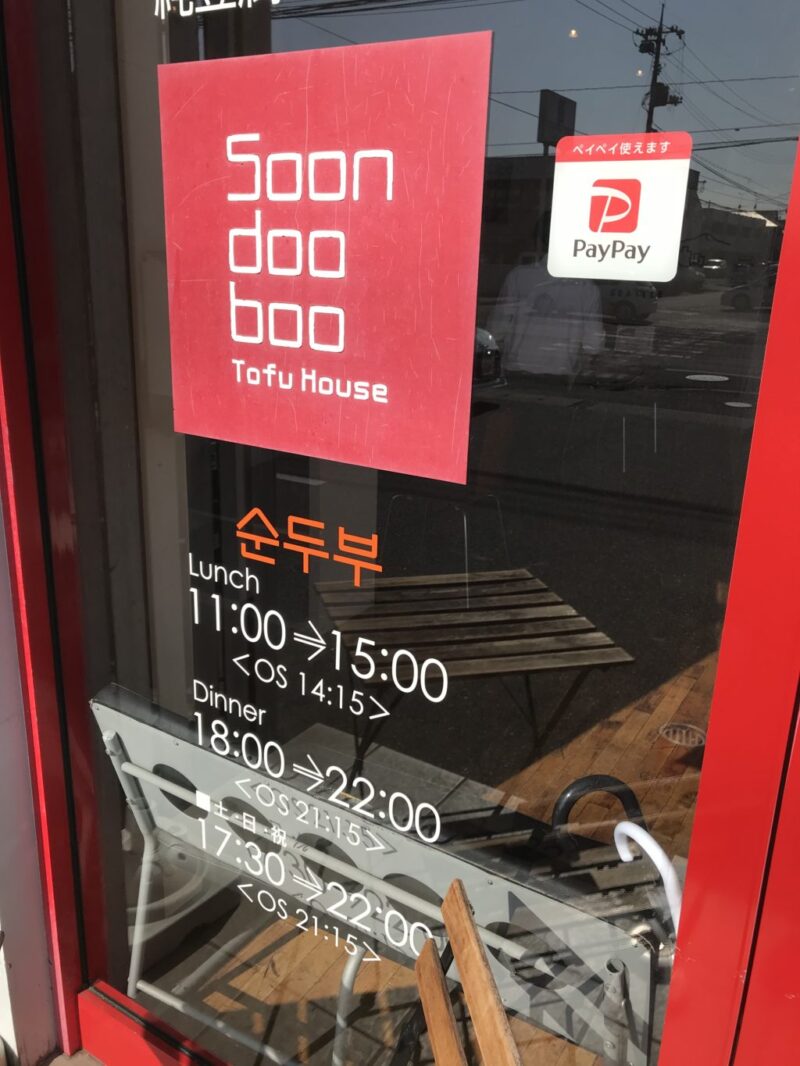 Soon
doo
boo
Tofu House
ペイペイ使えます
PayPay
순두부
Lunch
11:00⇒15:00
<OS 14:15>
Dinner
18:00⇒22:00
<OS 21:15>
■土・日・祝
17:30⇒22:00
<OS 21:15>